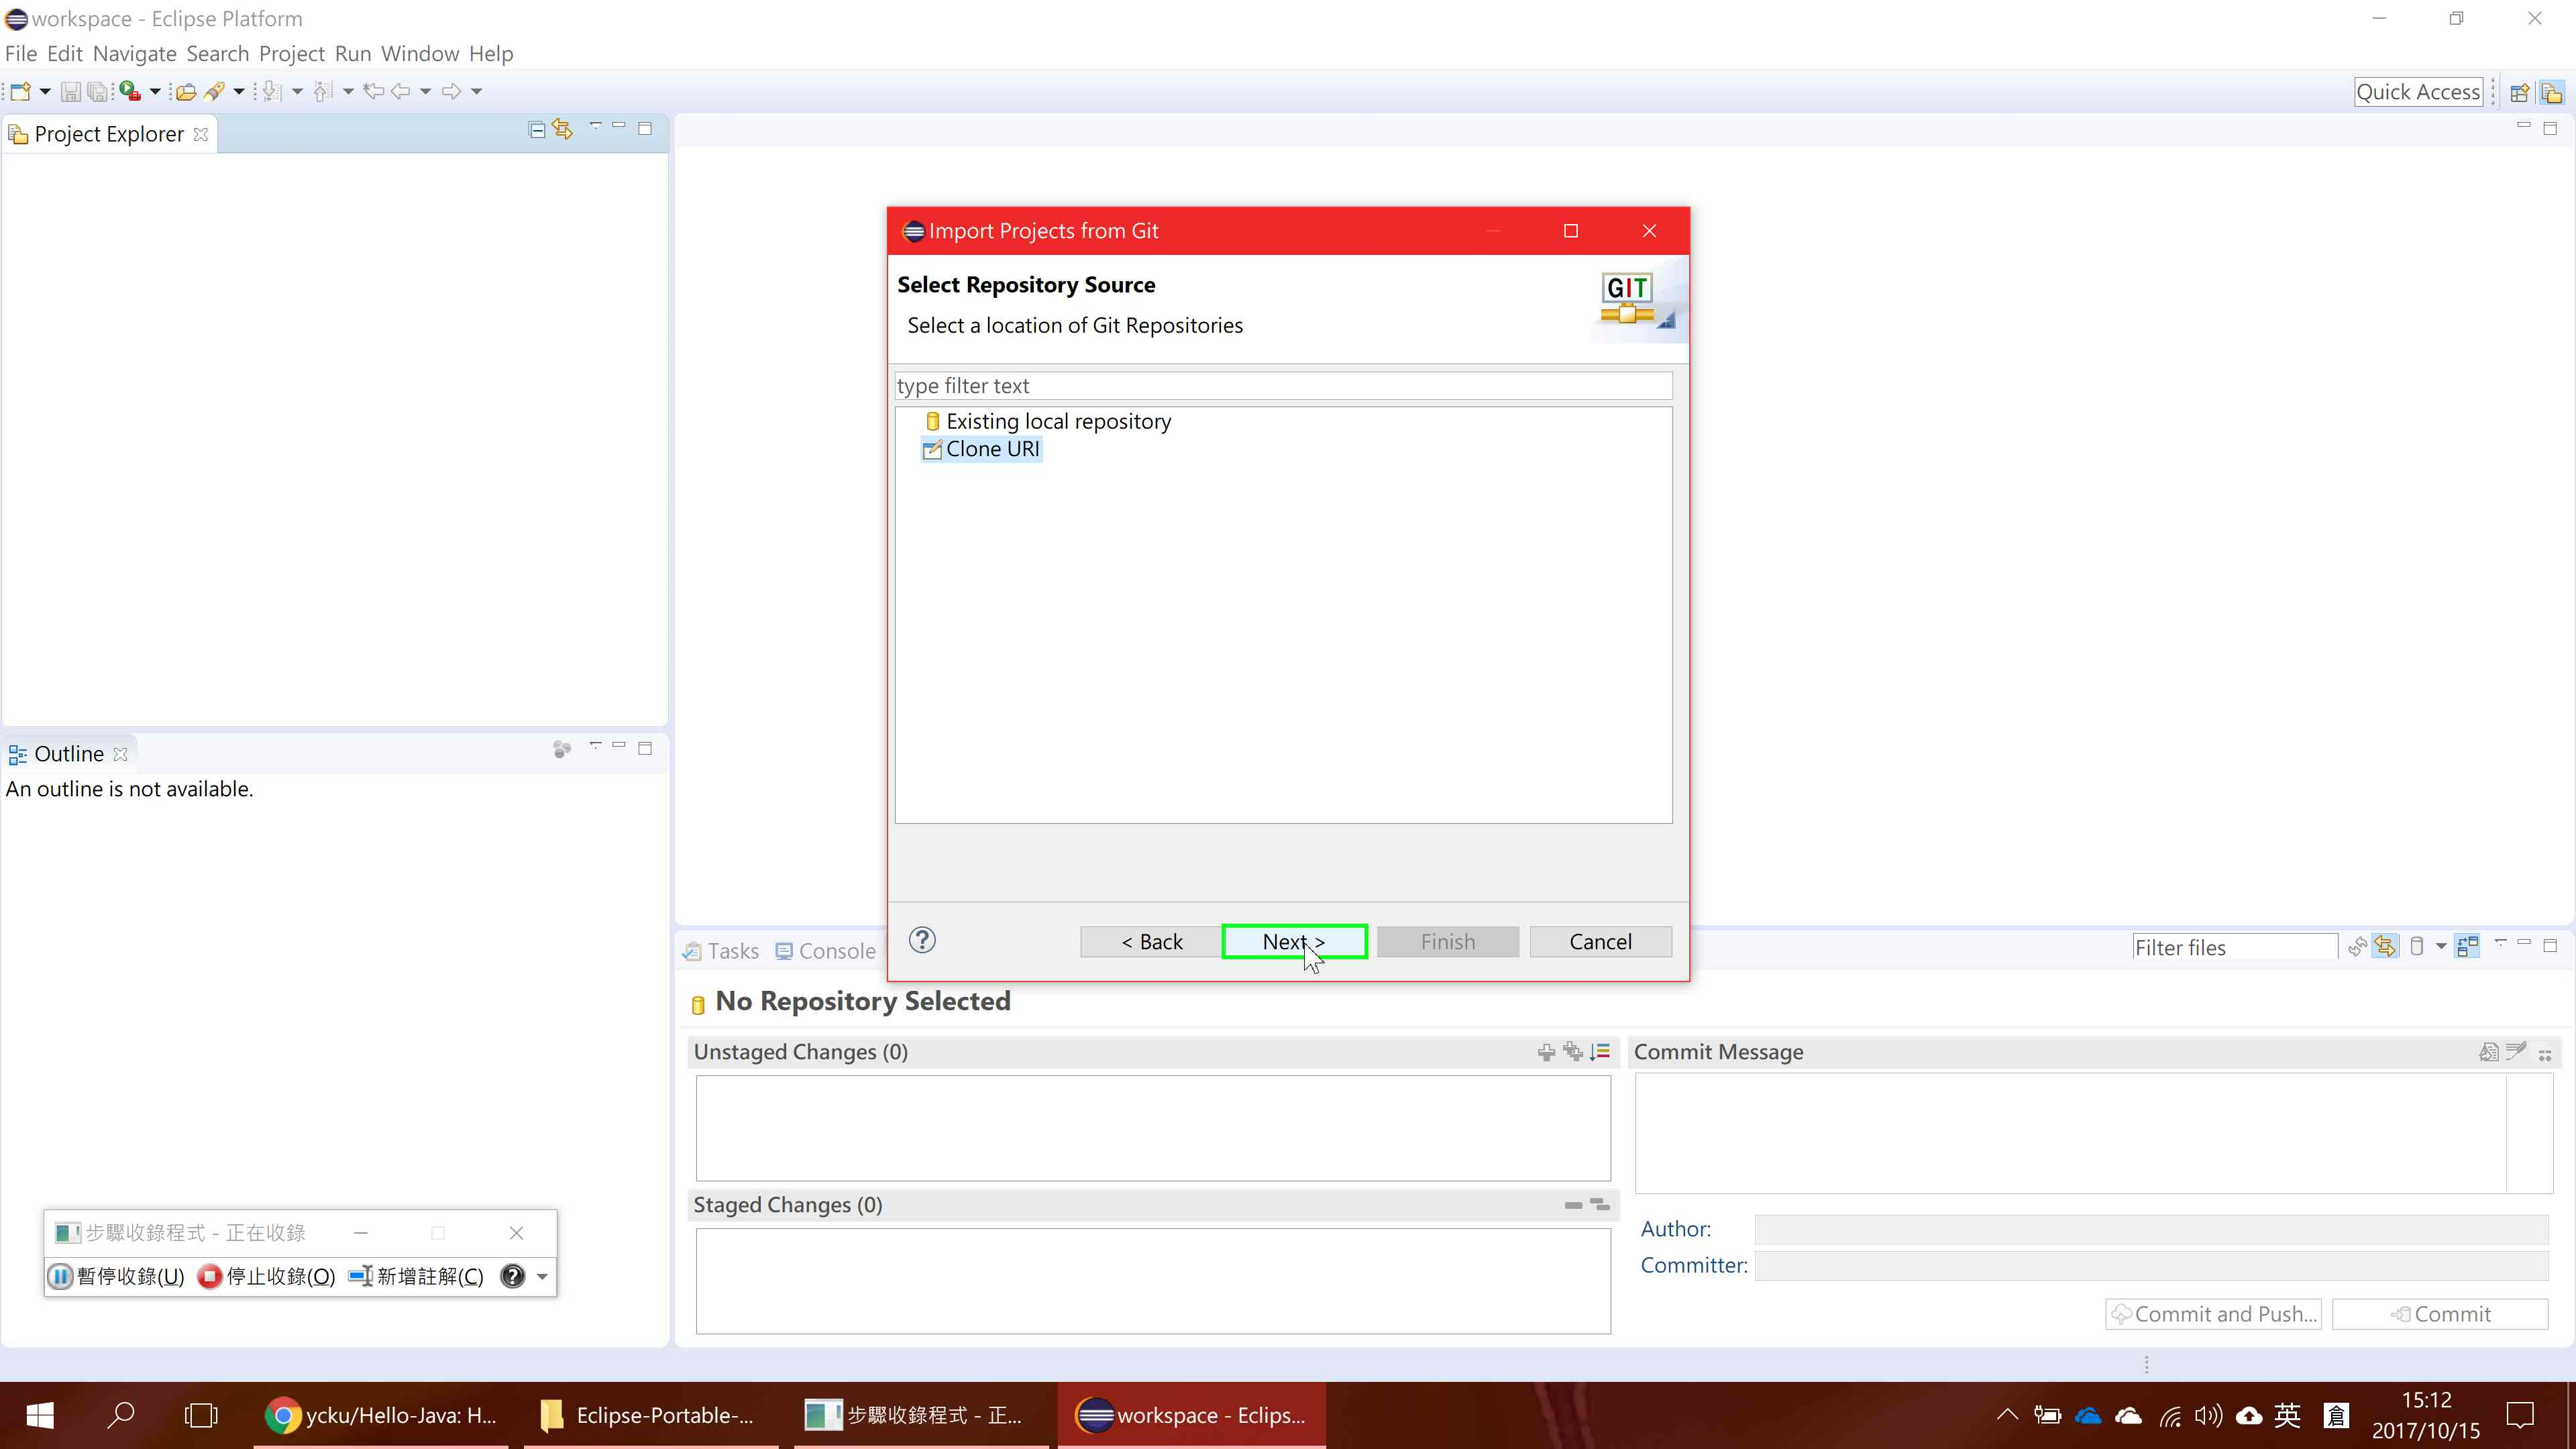 workspace - Eclipse Platform
File Edit Navigate Search Project Run Window Help
Quick Access
Project Explorer
Import Projects from Git
Select Repository Source
Select a location of Git Repositories
GIT
type filter text
Existing local repository
Clone URI
< Back
Next >
Finish
Cancel
Outline
An outline is not available.
Tasks
Console
Filter files
No Repository Selected
Unstaged Changes (0)
Staged Changes (0)
Commit Message
Author:
Committer:
Commit and Push...
Commit
步驟收錄程式 - 正在收錄
暫停收錄(U)
停止收錄(O)
新增註解(C)
ycku/Hello-Java: H...
Eclipse-Portable-...
步驟收錄程式 - 正...
workspace - Eclips...
英
倉
15:12
2017/10/15